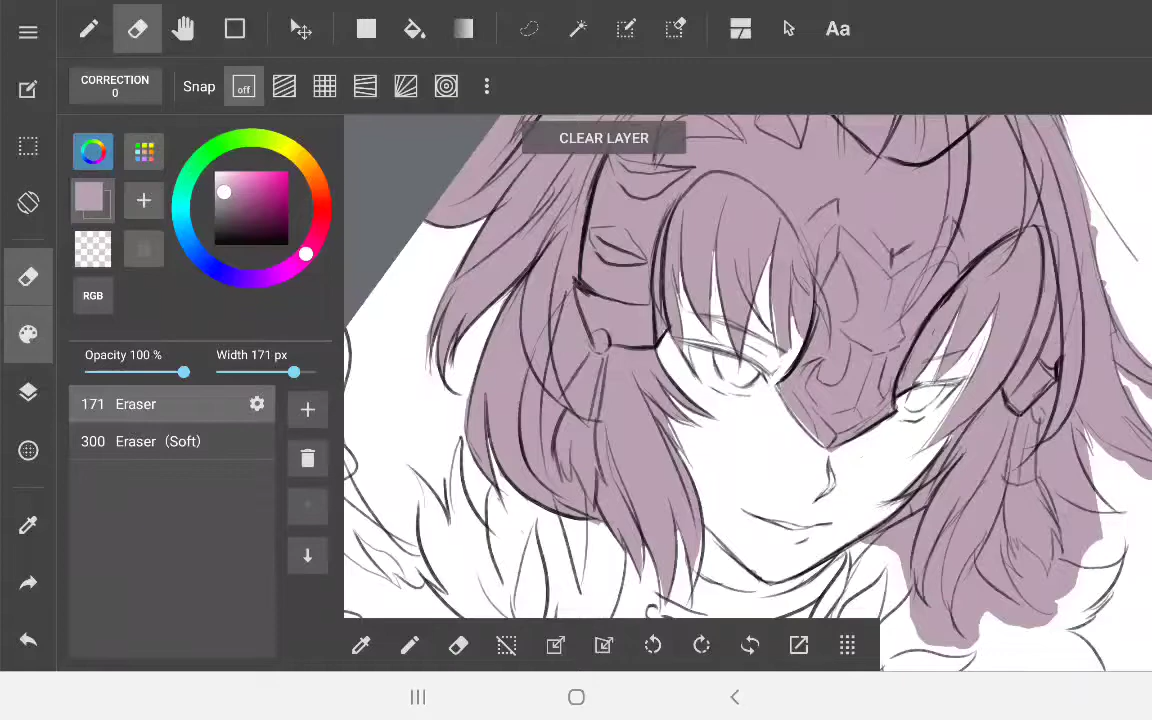 Aa
CORRECTION
0
Snap
off
CLEAR LAYER
RGB
Opacity 100 %
Width 171 px
171 Eraser
300 Eraser (Soft)